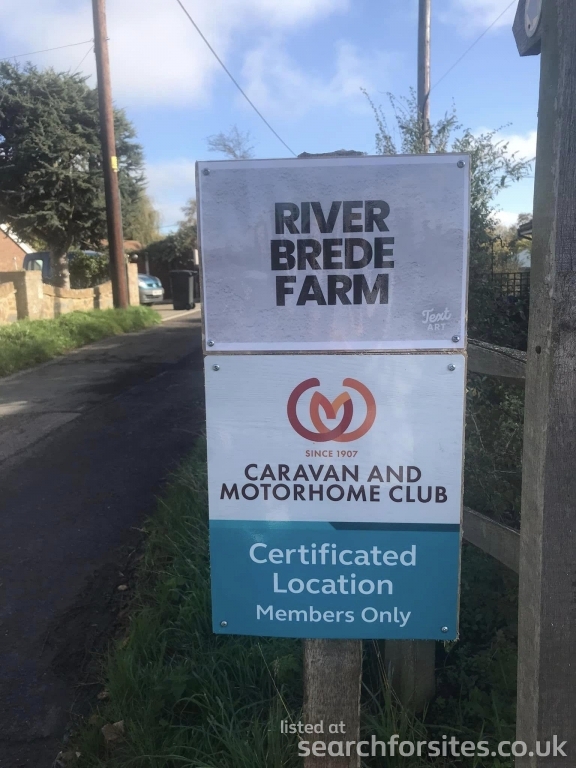 RIVER
BREDE
FARM
Text
ART
SINCE 1907
CARAVAN AND
MOTORHOME CLUB
Certificated
Location
Members Only
listed at
searchforsites.co.uk